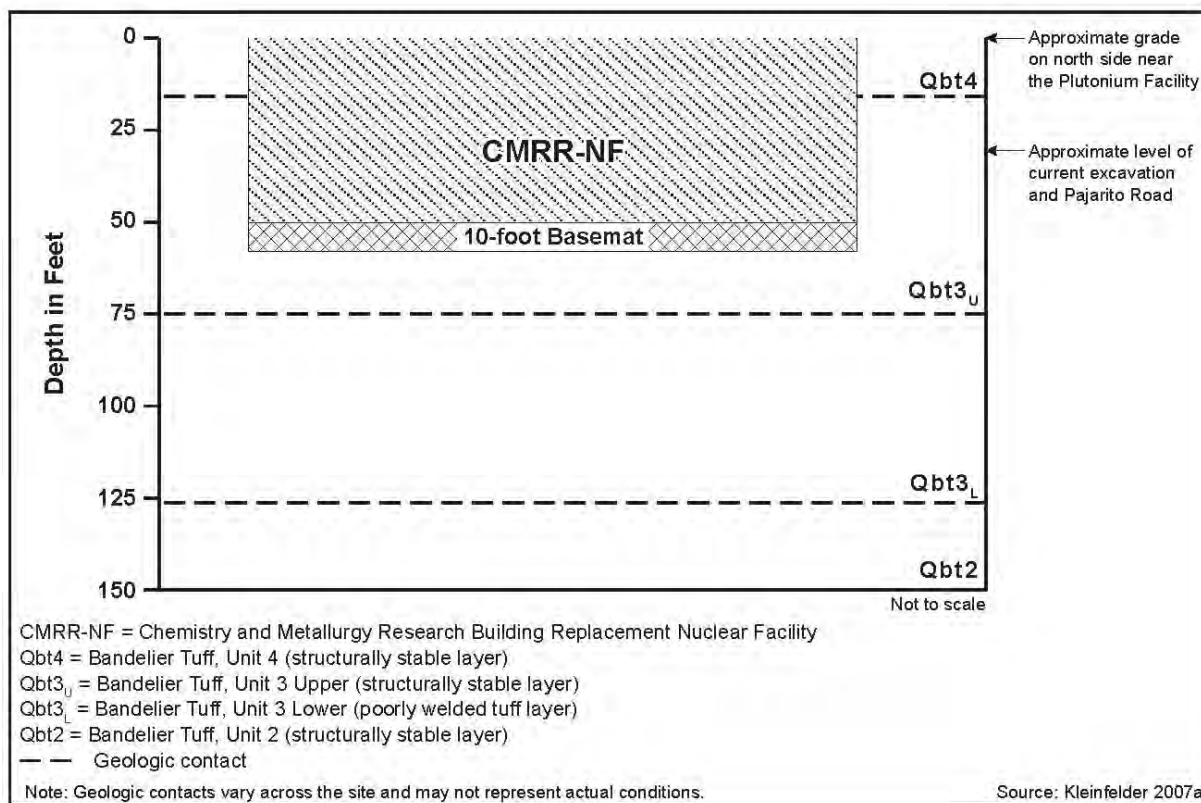 0
25
50
75
100
125
150
Depth in Feet
CMRR-NF
10-foot Basemat
Qbt4
Qbt3U
Qbt3L
Qbt2
Approximate grade
on north side near
the Plutonium Facility
Approximate level of
current excavation
and Pajarito Road
Not to scale
CMRR-NF = Chemistry and Metallurgy Research Building Replacement Nuclear Facility
Qbt4 = Bandelier Tuff, Unit 4 (structurally stable layer)
Qbt3U = Bandelier Tuff, Unit 3 Upper (structurally stable layer)
Qbt3L = Bandelier Tuff, Unit 3 Lower (poorly welded tuff layer)
Qbt2 = Bandelier Tuff, Unit 2 (structurally stable layer)
Geologic contact
Note: Geologic contacts vary across the site and may not represent actual conditions.
Source: Kleinfelder 2007a